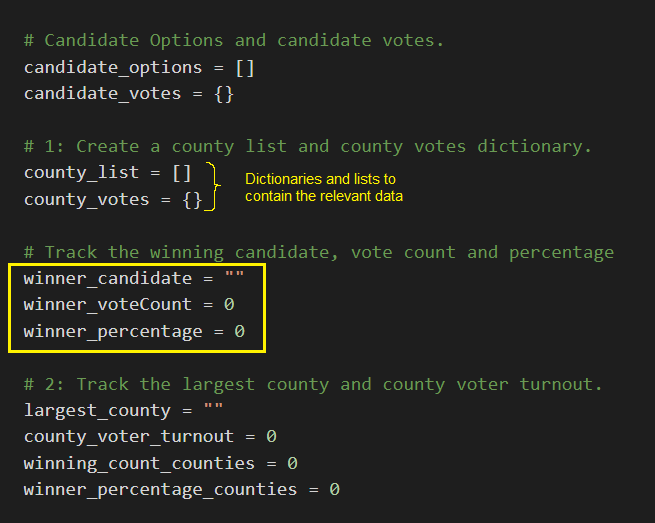 # Candidate Options and candidate votes.
candidate_options = []
candidate_votes = {}
# 1: Create a county list and county votes dictionary.
county_list = []
county_votes = {}
Dictionaries and lists to
contain the relevant data
# Track the winning candidate, vote count and percentage
winner_candidate = ""
winner_voteCount = 0
winner_percentage = 0
# 2: Track the largest county and county voter turnout.
largest_county = ""
county_voter_turnout = 0
winning_count_counties = 0
winner_percentage_counties = 0